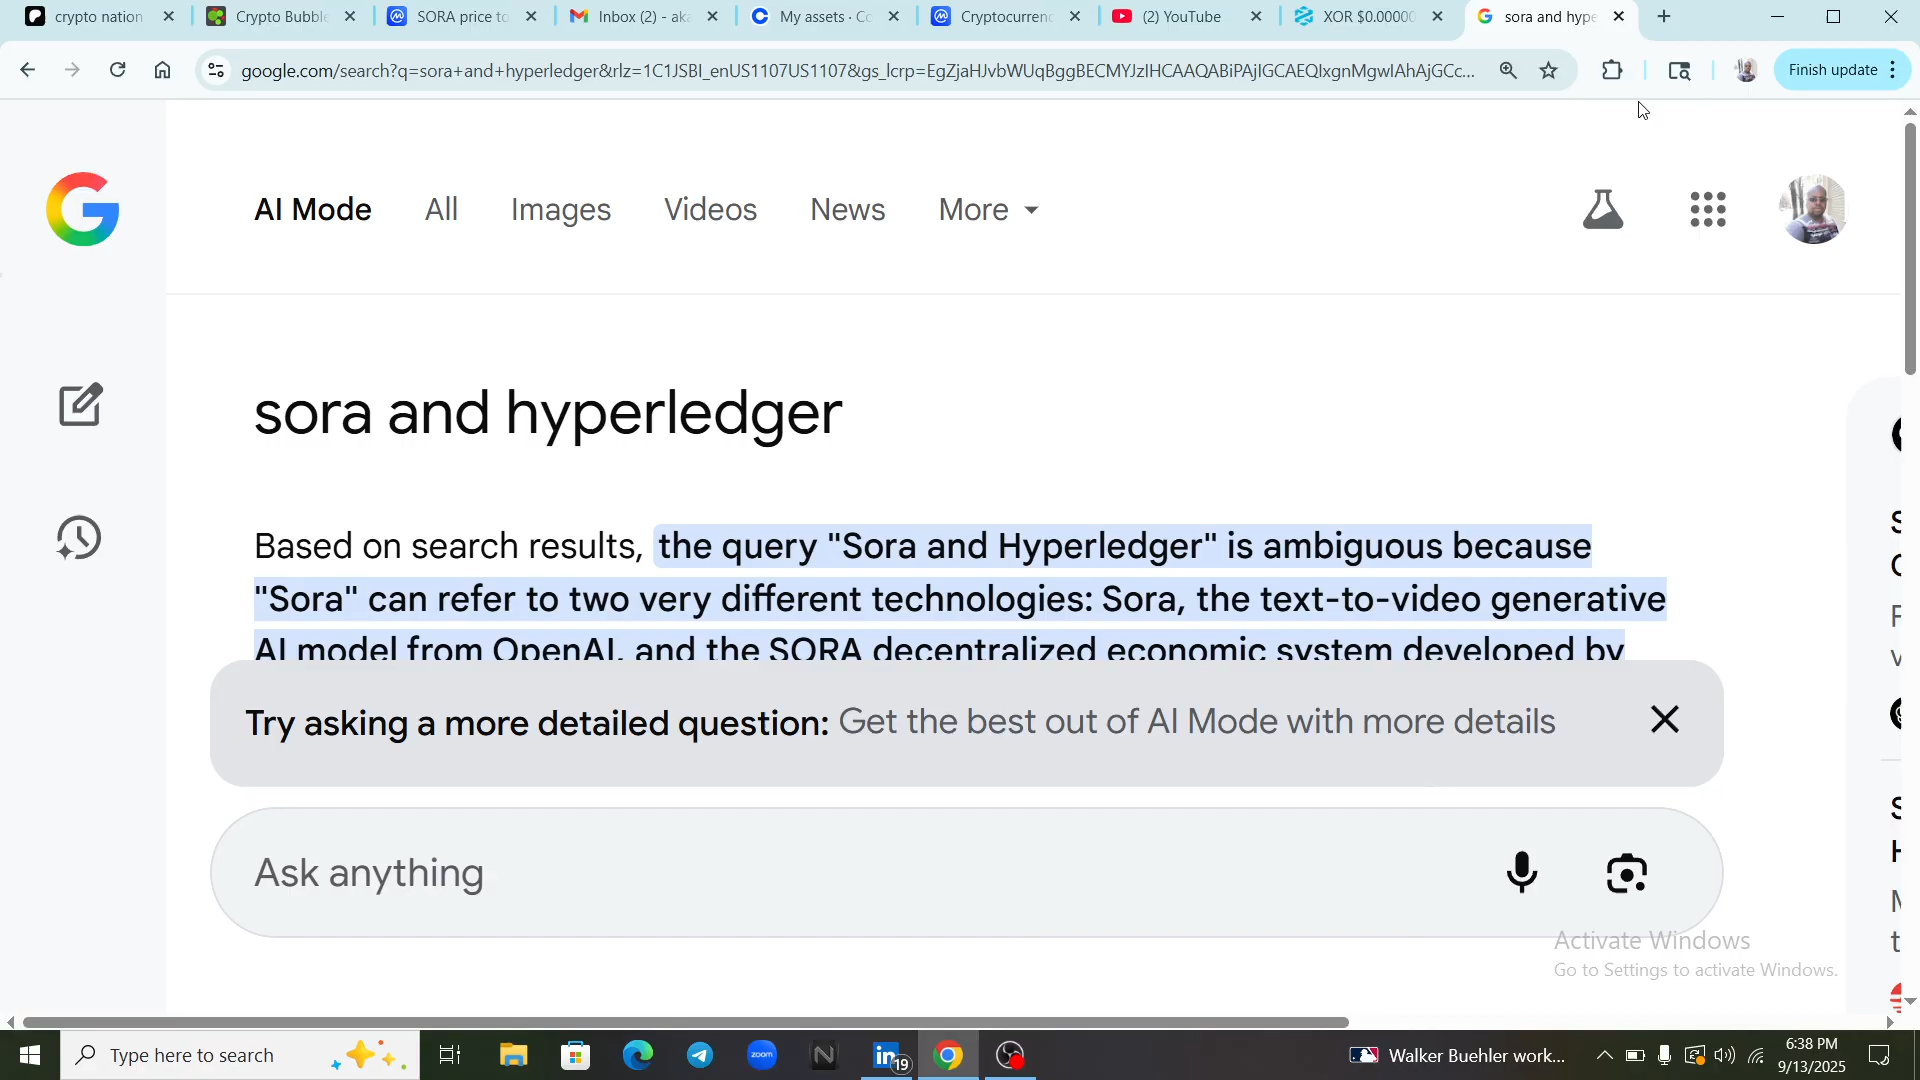 crypto nation
Crypto Bubbl
SORA price to
Inbox (2) - aka
My assets · Co
Cryptocurrenc
(2) YouTube
XOR $0.00000
sora and hype
google.com/search?q=sora+and+hyperledger&rlz=1C1JSBI_enUS1107US1107&gs_lcrp=EgZjaHJvbWUqBggBECMYJzIHCAAQABiPAjIGCAEQIxgnMgwIAhAjGCc...
Finish update
AI Mode
All
Images
Videos
News
More
sora and hyperledger
Based on search results, the query "Sora and Hyperledger" is ambiguous because
"Sora" can refer to two very different technologies: Sora, the text-to-video generative
AI model from OpenAI, and the SORA decentralized economic system developed by
Try asking a more detailed question: Get the best out of AI Mode with more details
Ask anything
Activate Windows
Go to Settings to activate Windows.
Type here to search
zoom
19
Walker Buehler work...
6:38 PM
9/13/2025